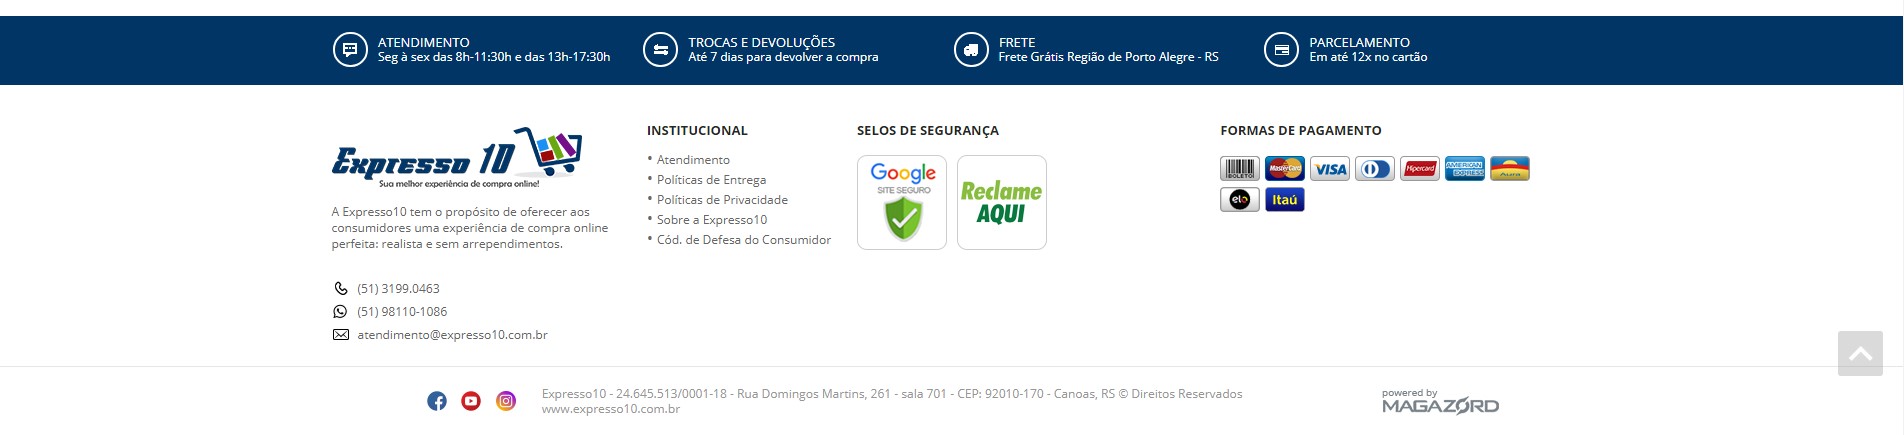 ATENDIMENTO
Seg à sex das 8h-11:30h e das 13h-17:30h
TROCAS E DEVOLUÇÕES
Até 7 dias para devolver a compra
FRETE
Frete Grátis Região de Porto Alegre - RS
PARCELAMENTO
Em até 12x no cartão
Expresso 10
Sua melhor experiência de compra online!
A Expresso10 tem o propósito de oferecer aos
consumidores uma experiência de compra online
perfeita: realista e sem arrependimentos.
(51) 3199.0463
(51) 98110-1086
atendimento@expresso10.com.br
INSTITUCIONAL
• Atendimento
• Políticas de Entrega
• Políticas de Privacidade
• Sobre a Expresso10
• Cód. de Defesa do Consumidor
SELOS DE SEGURANÇA
Google
SITE SEGURO
Reclame
AQUI
FORMAS DE PAGAMENTO
BOLETO
MasterCard
VISA
Hipercard
AMERICAN
EXPRESS
Aura
elo
Itaú
Expresso10 - 24.645.513/0001-18 - Rua Domingos Martins, 261 - sala 701 - CEP: 92010-170 - Canoas, RS © Direitos Reservados
www.expresso10.com.br
powered by
MAGAZORD